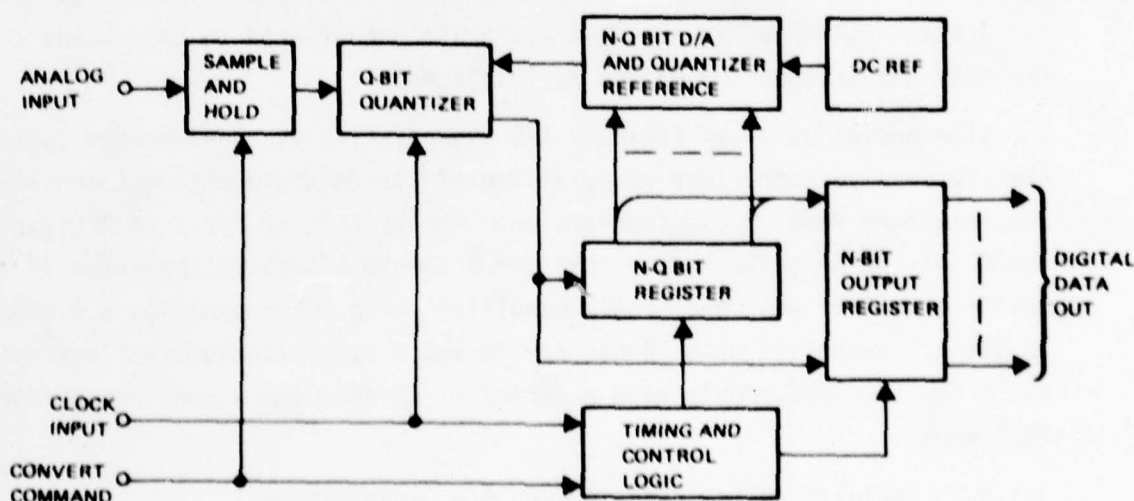 ANALOG
INPUT
SAMPLE
AND
HOLD
Q-BIT
QUANTIZER
N-Q BIT D/A
AND QUANTIZER
REFERENCE
DC REF
N-Q BIT
REGISTER
N-BIT
OUTPUT
REGISTER
DIGITAL
DATA
OUT
CLOCK
INPUT
TIMING AND
CONTROL
LOGIC
CONVERT
COMMAND